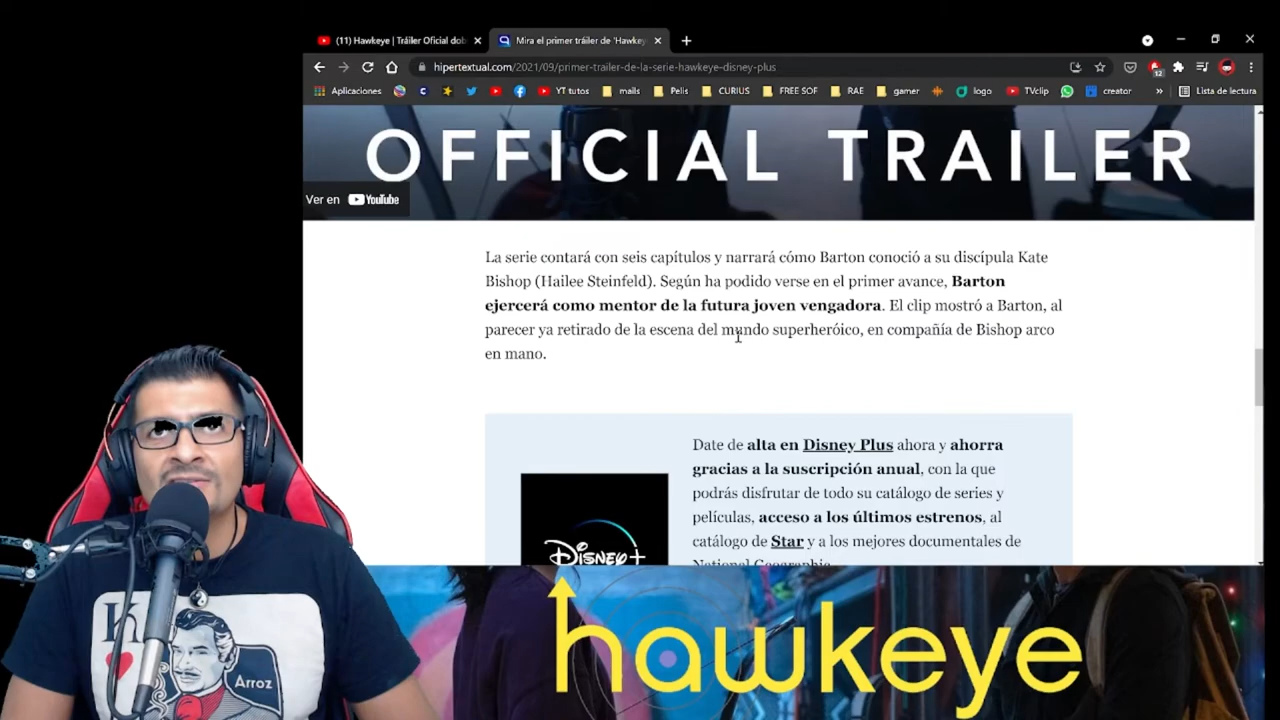 (11) Hawkeye | Tráiler Oficial dob
Mira el primer tráiler de 'Hawkey
hipertextual.com/2021/09/primer-trailer-de-la-serie-hawkeye-disney-plus
12
Aplicaciones
YT tutos
mails
Pelis
CURIUS
FREE SOF
RAE
gamer
logo
TVclip
creator
»
Lista de lectura
OFFICIAL TRAILER
Ver en YouTube
La serie contará con seis capítulos y narrará cómo Barton conoció a su discípula Kate
Bishop (Hailee Steinfeld). Según ha podido verse en el primer avance, Barton
ejercerá como mentor de la futura joven vengadora. El clip mostró a Barton, al
parecer ya retirado de la escena del mundo superheróico, en compañía de Bishop arco
en mano.
Date de alta en Disney Plus ahora y ahorra
gracias a la suscripción anual, con la que
podrás disfrutar de todo su catálogo de series y
películas, acceso a los últimos estrenos, al
catálogo de Star y a los mejores documentales de
National Geographic
Disney+
hawkeye
K
Arroz